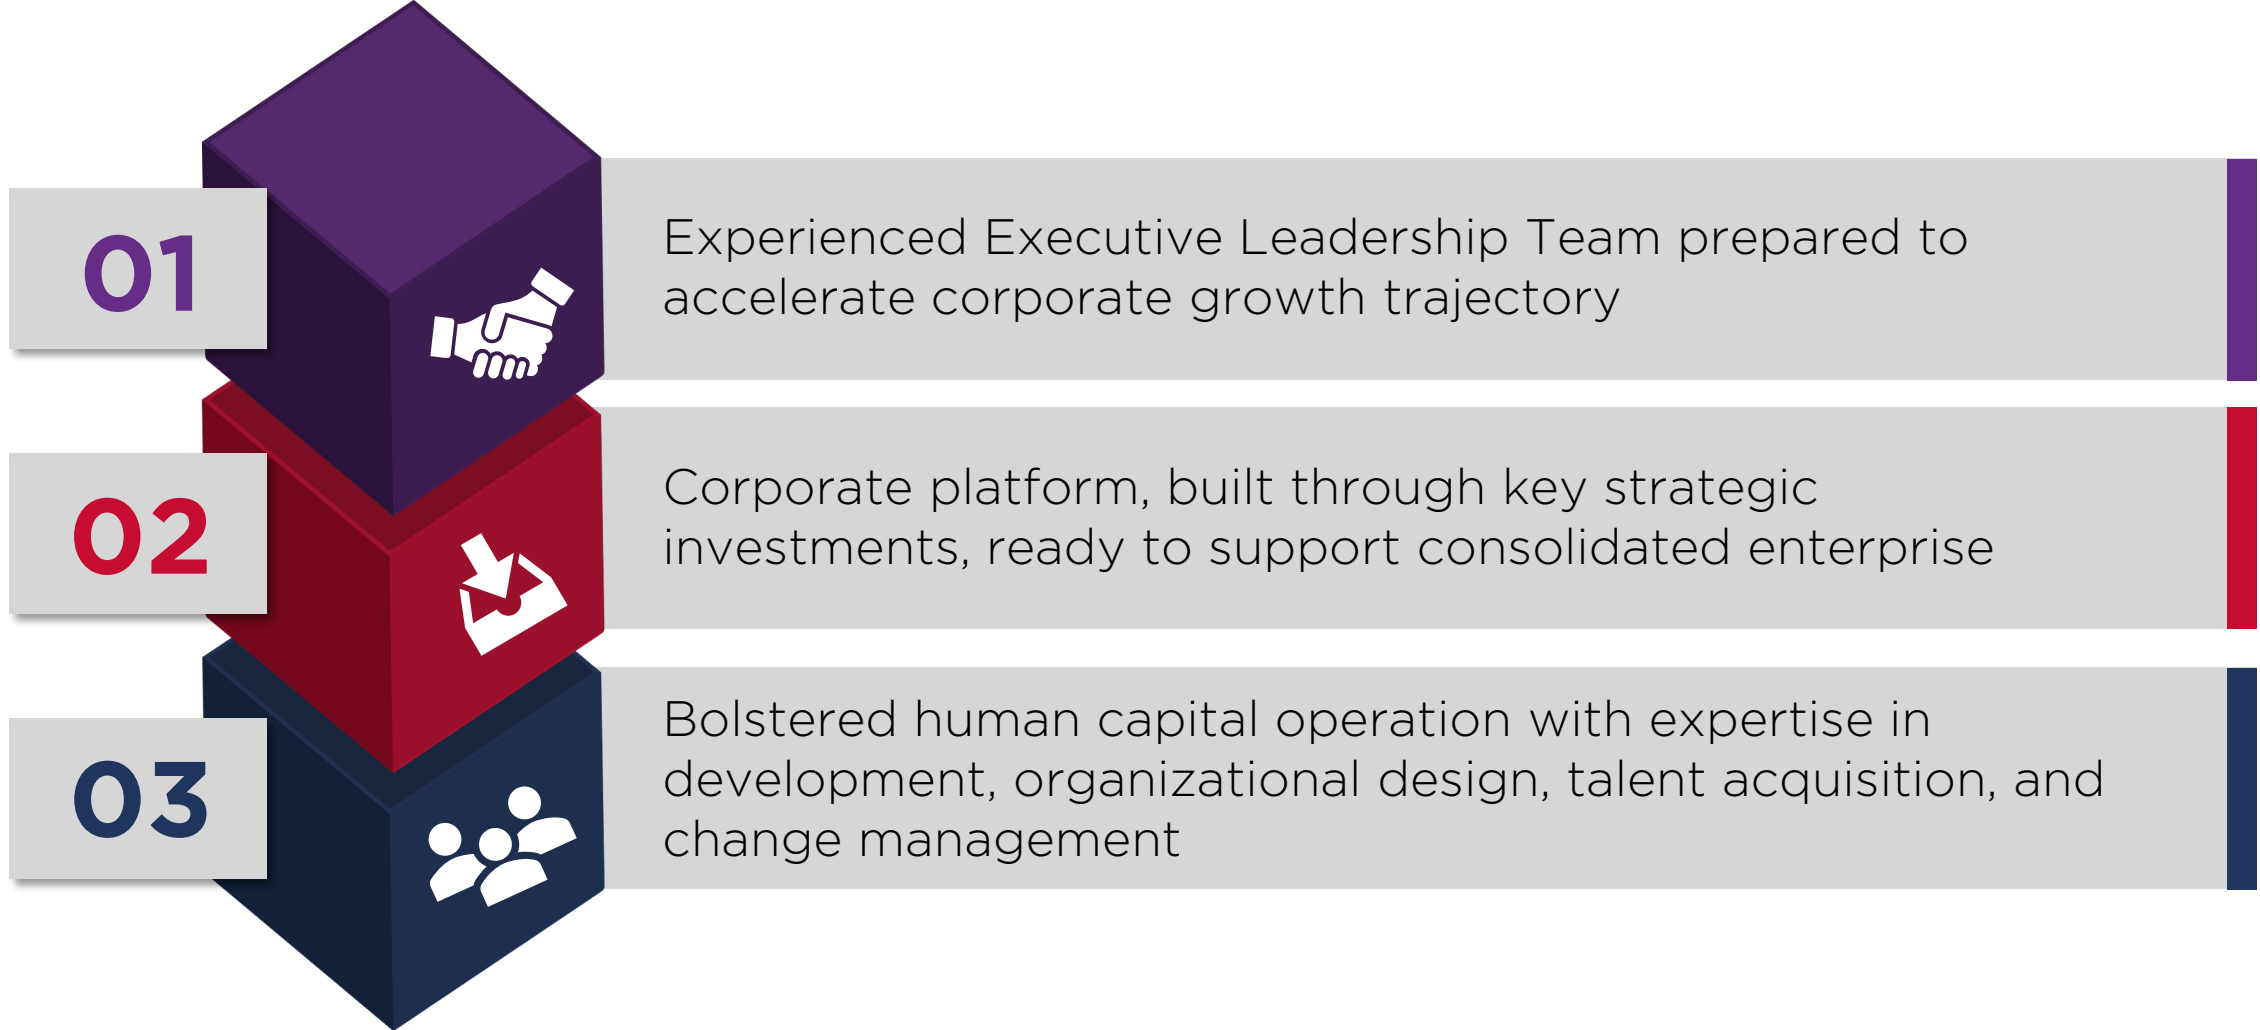 01
Experienced Executive Leadership Team prepared to
accelerate corporate growth trajectory
02
Corporate platform, built through key strategic
investments, ready to support consolidated enterprise
03
Bolstered human capital operation with expertise in
development, organizational design, talent acquisition, and
change management